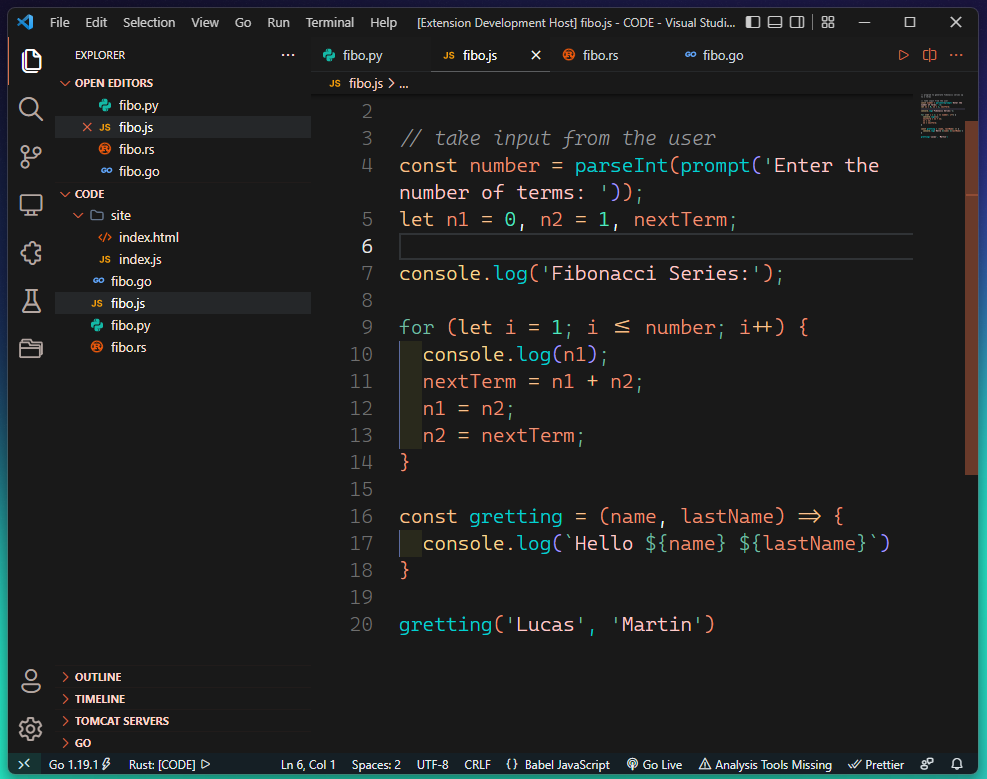 File Edit Selection View Go Run Terminal Help [Extension Development Host] fibo.js - CODE - Visual Studi...
EXPLORER
OPEN EDITORS
fibo.py
JS fibo.js
fibo.rs
GO fibo.go
CODE
site
</> index.html
JS index.js
GO fibo.go
JS fibo.js
fibo.py
fibo.rs
OUTLINE
TIMELINE
TOMCAT SERVERS
GO
fibo.py JS fibo.js fibo.rs GO fibo.go
JS fibo.js > ...
2
3 // take input from the user
4 const number = parseInt(prompt('Enter the
number of terms: '));
5 let n1 = 0, n2 = 1, nextTerm;
6
7 console.log('Fibonacci Series:');
8
9 for (let i = 1; i ≤ number; i++) {
10 console.log(n1);
11 nextTerm = n1 + n2;
12 n1 = n2;
13 n2 = nextTerm;
14 }
15
16 const gretting = (name, lastName) ⇒ {
17 console.log(`Hello ${name} ${lastName}`)
18 }
19
20 gretting('Lucas', 'Martin')
Go 1.19.1 Rust: [CODE] Ln 6, Col 1 Spaces: 2 UTF-8 CRLF {} Babel JavaScript Go Live Analysis Tools Missing Prettier